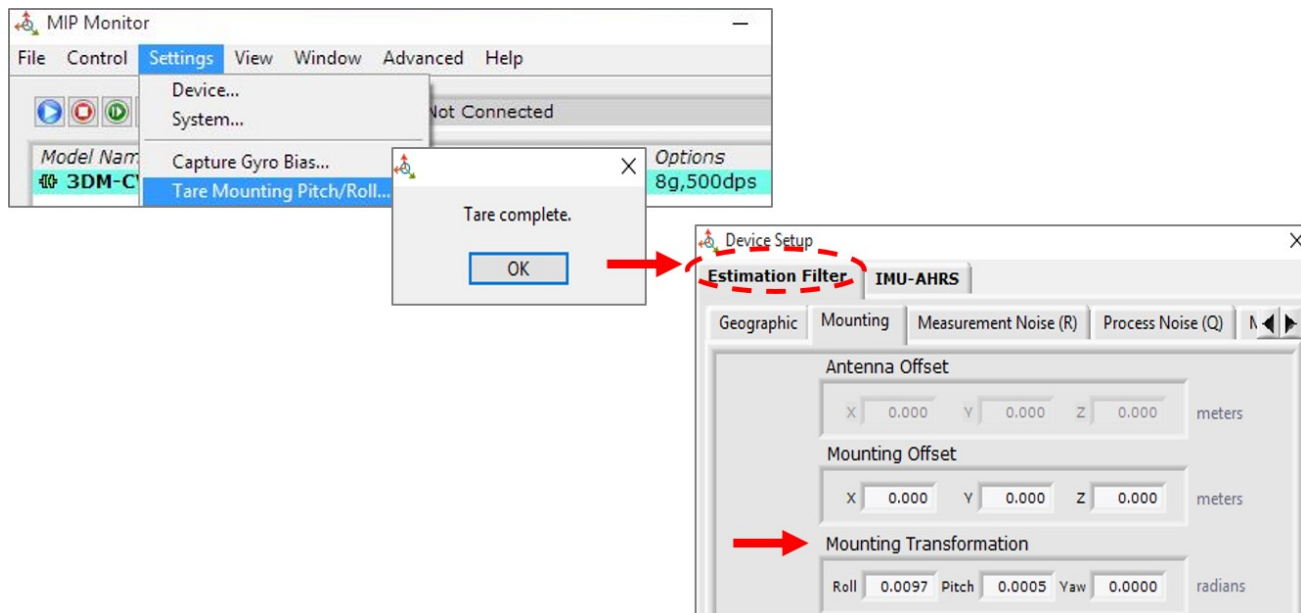 MIP Monitor
File Control Settings View Window Advanced Help
Device...
System...
Not Connected
Capture Gyro Bias...
Tare Mounting Pitch/Roll...
Model Nam
Options
3DM-C
8g,500dps
Tare complete.
OK
Device Setup
Estimation Filter IMU-AHRS
Geographic Mounting Measurement Noise (R) Process Noise (Q)
Antenna Offset
X 0.000 Y 0.000 Z 0.000 meters
Mounting Offset
X 0.000 Y 0.000 Z 0.000 meters
Mounting Transformation
Roll 0.0097 Pitch 0.0005 Yaw 0.0000 radians